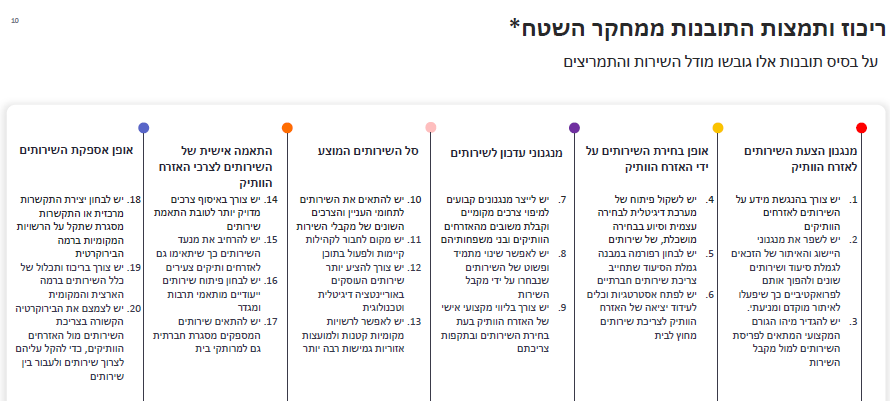 10
ריכוז ותמצות התובנות ממחקר השטח*
על בסיס תובנות אלו גובשו מודל השירות והתמריצים
מנגנון הצעת השירותים
לאזרח הוותיק
1. יש צורך בהנגשת מידע על
השירותים לאזרחים
הוותיקים
2. יש לשפר את מנגנוני
היישוג והאיתור של הזכאים
לגמלת סיעוד ושירותים
שונים ולהפוך אותם
לפרואקטיביים כך שיפעלו
לאיתור מוקדם ומניעתי.
3. יש להגדיר מיהו הגורם
המקצועי המתאים לפריסת
השירותים למול מקבל
השירות
אופן בחירת השירותים על
ידי האזרח הוותיק
4. יש לשקול פיתוח של
מערכת דיגיטלית לבחירה
עצמית וסיוע בבחירה
מושכלת, של שירותים
5. יש לבחון רפורמה במבנה
גמלת הסיעוד שתחייב
צריכת שירותים חברתיים
6. יש לפתח אסטרטגיות וכלים
לעידוד יציאה של האזרח
הוותיק לצריכת שירותים
מחוץ לבית
מנגנוני עדכון לשירותים
7. יש לייצר מנגנונים קבועים
למיפוי צרכים מקומיים
וקבלת משובים מהאזרחים
הוותיקים ובני משפחותיהם
8. יש לאפשר שינוי מתמיד
ופשוט של השירותים
שנבחרו על ידי מקבל
השירות
9. יש צורך בליווי מקצועי אישי
של האזרח הוותיק בעת
בחירת השירותים ובתקופות
צריכתם
סל השירותים המוצע
10. יש להתאים את השירותים
לתחומי העניין והצרכים
השונים של מקבלי השירות
11. יש מקום לחבור לקהילות
קיימות ולפעול בתוכן
12. יש צורך להציע יותר
שירותים העוסקים
באוריינטציה דיגיטלית
וטכנולוגית
13. יש לאפשר לרשויות
מקומיות קטנות ולמועצות
אזוריות גמישות רבה יותר
התאמה אישית של
השירותים לצרכי האזרח
הוותיק
14. יש צורך באיסוף צרכים
מדויק יותר לטובת התאמת
שירותים
15. יש להרחיב את מנעד
השירותים כך שיתאימו גם
לאזרחים ותיקים צעירים
16. יש לבחון פיתוח שירותים
ייעודיים מותאמי תרבות
ומגדר
17. יש להתאים שירותים
המספקים מסגרת חברתית
גם למרותקי בית
אופן אספקת השירותים
18. יש לבחון יצירת התקשרות
מרכזית או התקשרות
מסגרת שתקל על הרשויות
המקומיות ברמה
הבירוקרטית
19. יש צורך בריכוז ותכלול של
כלל השירותים ברמה
הארצית והמקומית
20. יש לצמצם את הבירוקרטיה
הקשורה בצריכת
השירותים מול האזרחים
הוותיקים, כדי להקל עליהם
לצרוך שירותים ולעבור בין
שירותים